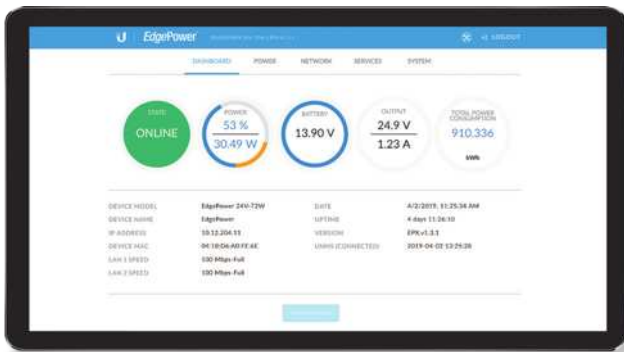 EdgePower
LOGOUT
DASHBOARD POWER NETWORK SERVICES SYSTEM
STATE
ONLINE
POWER
53 %
30.49 W
BATTERY
13.90 V
OUTPUT
24.9 V
1.23 A
TOTAL POWER
CONSUMPTION
910.336
kWh
DEVICE MODEL EdgePower 24V-72W
DEVICE NAME EdgePower
IP ADDRESS 10.12.204.11
DEVICE MAC
LAN 1 SPEED 100 Mbps-Full
LAN 2 SPEED 100 Mbps-Full
DATE 4/2/2019, 11:25:34 AM
UPTIME 4 days 11:26:10
VERSION EPR.v1.3.1
UNMS (CONNECTED) 2019-04-02 13:25:28